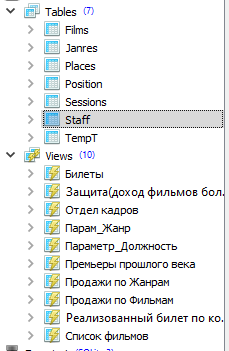 Tables (7)
Films
Janres
Places
Position
Sessions
Staff
TempT
Views (10)
Билеты
Защита(доход фильмов бол.
Отдел кадров
Парам_Жанр
Параметр_Должность
Премьеры прошлого века
Продажи по Жанрам
Продажи по Фильмам
Реализованный билет по ко.
Список фильмов